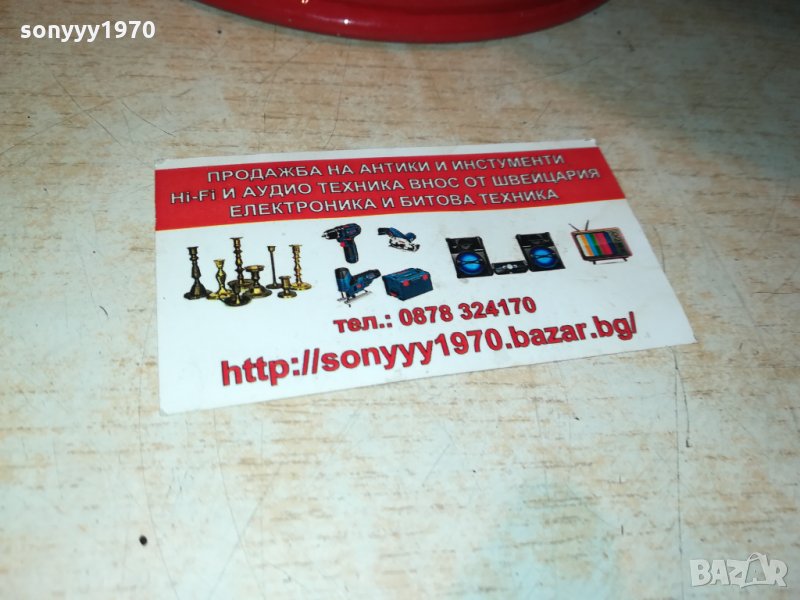 sonyyy1970
ПРОДАЖБА НА АНТИКИ И ИНСТУМЕНТИ
Hi-Fi И АУДИО ТЕХНИКА ВНОС ОТ ШВЕИЦАРИЯ
ЕЛЕКТРОНИКА И БИТОВА ТЕХНИКА
тел.: 0878 324170
http://sonyyy1970.bazar.bg/
BAZAR